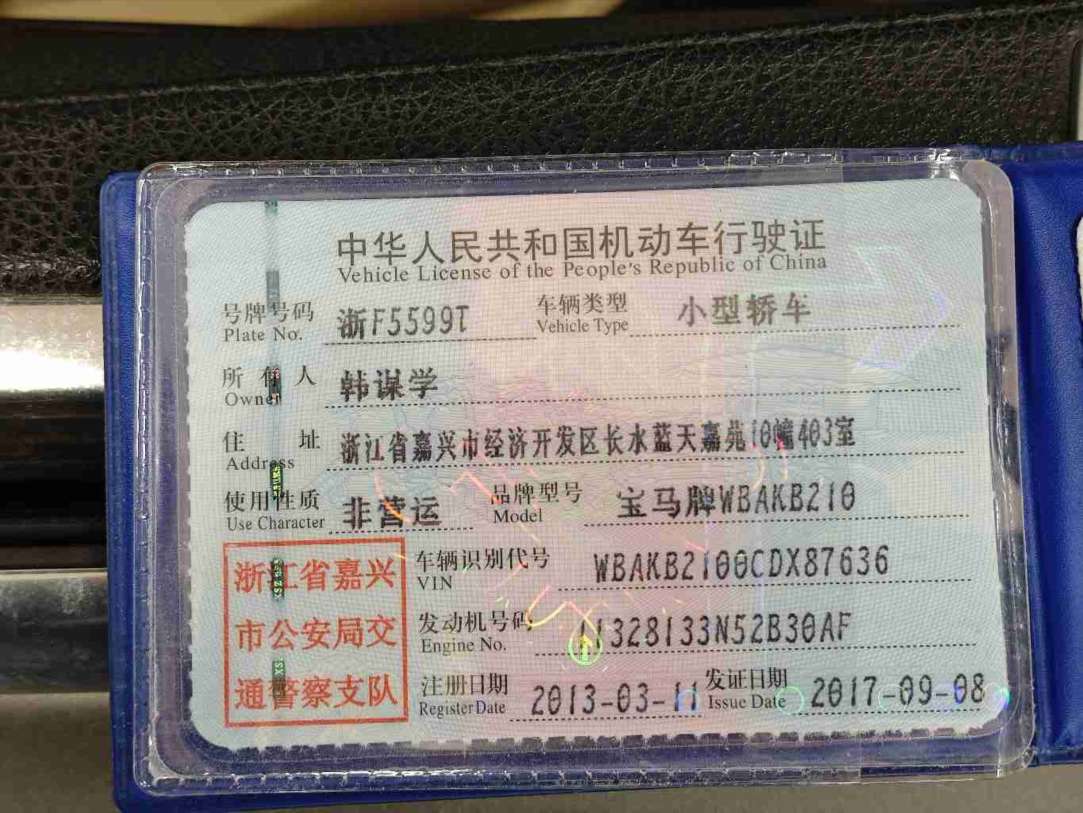 中华人民共和国机动车行驶证
Vehicle License of the People's Republic of China
号牌号码 浙F5599T 车辆类型 小型轿车
Plate No. Vehicle Type
所有人 韩谋学
Owner
住址 浙江省嘉兴市经济开发区长水蓝天嘉苑10幢403室
Address
使用性质 非营运 品牌型号 宝马牌WBAKB210
Use Character Model
浙江省嘉兴
市公安局交
通警察支队
车辆识别代号 WBAKB2100CDX87636
VIN
发动机号码 11328133N52B30AF
Engine No.
注册日期 2013-03-11 发证日期 2017-09-08
Register Date Issue Date